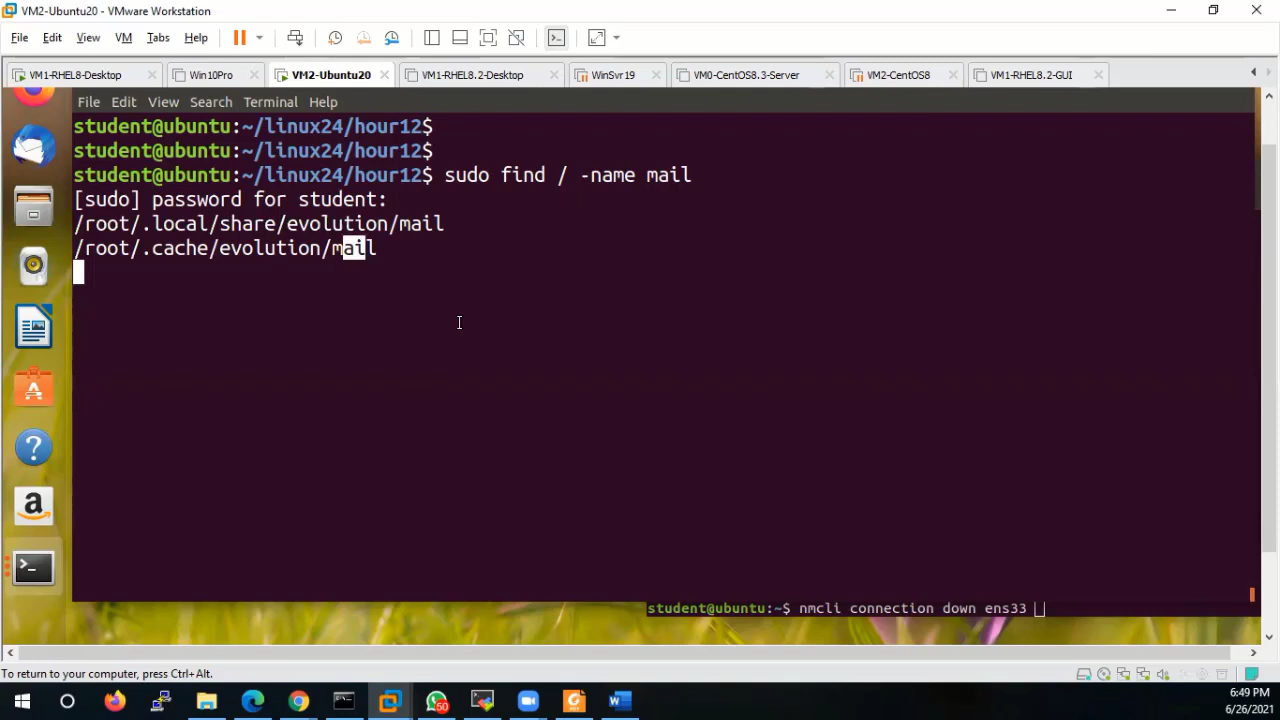 VM2-Ubuntu20 - VMware Workstation
File Edit View VM Tabs Help
VM1-RHEL8-Desktop Win10Pro VM2-Ubuntu20 VM1-RHEL8.2-Desktop WinSvr19 VM0-CentOS8.3-Server VM2-CentOS8 VM1-RHEL8.2-GUI
File Edit View Search Terminal Help
student@ubuntu:~/linux24/hour12$
student@ubuntu:~/linux24/hour12$
student@ubuntu:~/linux24/hour12$ sudo find / -name mail
[sudo] password for student:
/root/.local/share/evolution/mail
/root/.cache/evolution/mail
student@ubuntu:~$ nmcli connection down ens33
To return to your computer, press Ctrl+Alt.
50
6:49 PM
6/26/2021